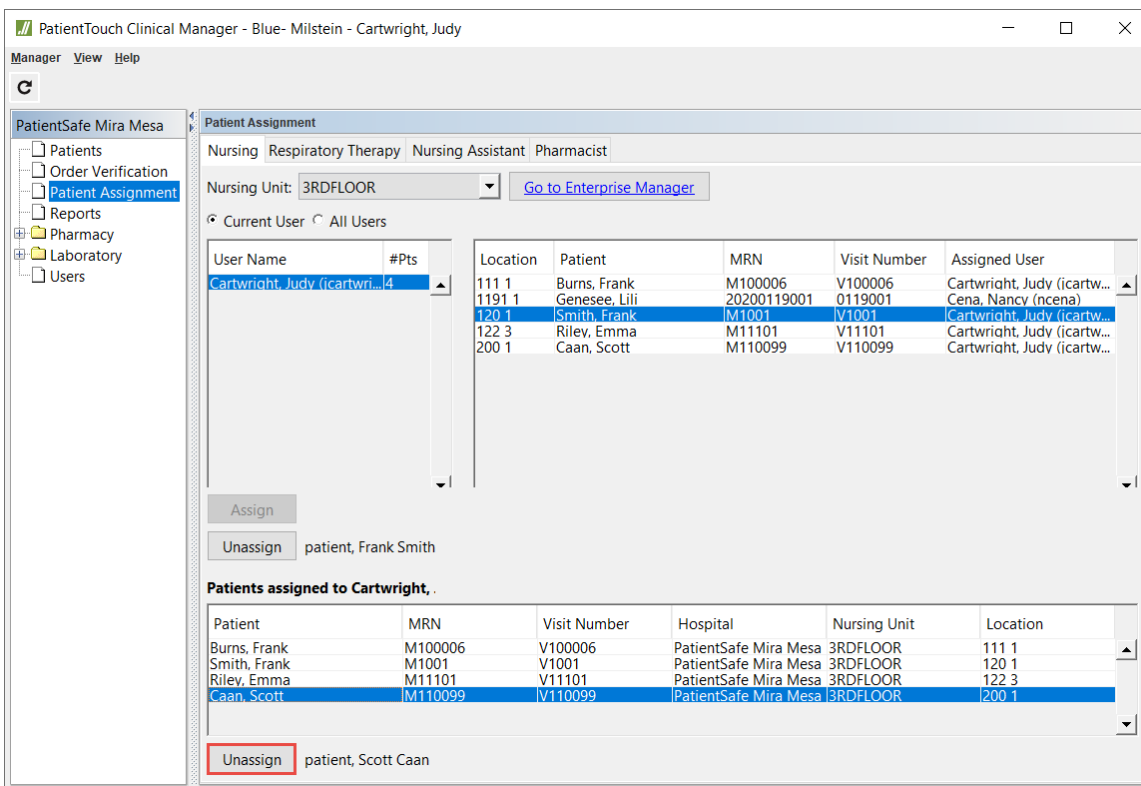 PatientTouch Clinical Manager - Blue- Milstein - Cartwright, Judy
Manager View Help
PatientSafe Mira Mesa
Patients
Order Verification
Patient Assignment
Reports
Pharmacy
Laboratory
Users
Patient Assignment
Nursing Respiratory Therapy Nursing Assistant Pharmacist
Nursing Unit: 3RDFLOOR Go to Enterprise Manager
Current User All Users
User Name #Pts
Cartwright, Judy (jcartwri... 4
Location Patient MRN Visit Number Assigned User
111 1 Burns, Frank M100006 V100006 Cartwright, Judy (jcartw...
1191 1 Genesee, Lili 20200119001 0119001 Cena, Nancy (ncena)
120 1 Smith, Frank M1001 V1001 Cartwright, Judy (jcartw...
122 3 Riley, Emma M11101 V11101 Cartwright, Judy (jcartw...
200 1 Caan, Scott M110099 V110099 Cartwright, Judy (jcartw...
Assign
Unassign patient, Frank Smith
Patients assigned to Cartwright, .
Patient MRN Visit Number Hospital Nursing Unit Location
Burns, Frank M100006 V100006 PatientSafe Mira Mesa 3RDFLOOR 111 1
Smith, Frank M1001 V1001 PatientSafe Mira Mesa 3RDFLOOR 120 1
Riley, Emma M11101 V11101 PatientSafe Mira Mesa 3RDFLOOR 122 3
Caan, Scott M110099 V110099 PatientSafe Mira Mesa 3RDFLOOR 200 1
Unassign patient, Scott Caan